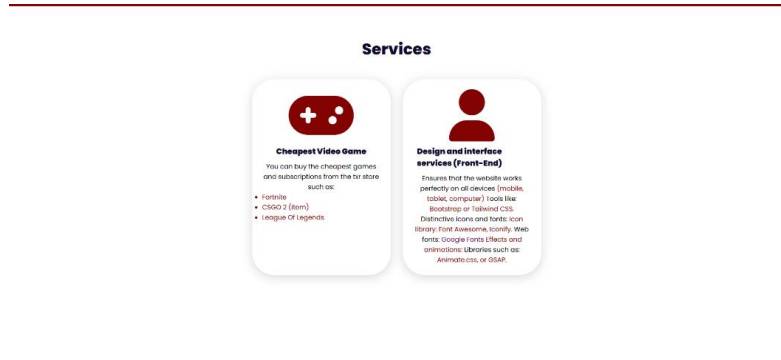 Services
Cheapest Video Game
You can buy the cheapest games
and subscriptions from the txr store
such as:
Fortnite
CSGO 2 (item)
League Of Legends
Design and interface
services (Front-End)
Ensures that the website works
perfectly on all devices (mobile,
tablet, computer) Tools like:
Bootstrap or Tailwind CSS.
Distinctive icons and fonts: Icon
library: Font Awesome, Iconify. Web
fonts: Google Fonts Effects and
animations: Libraries such as:
Animate.css, or GSAP.